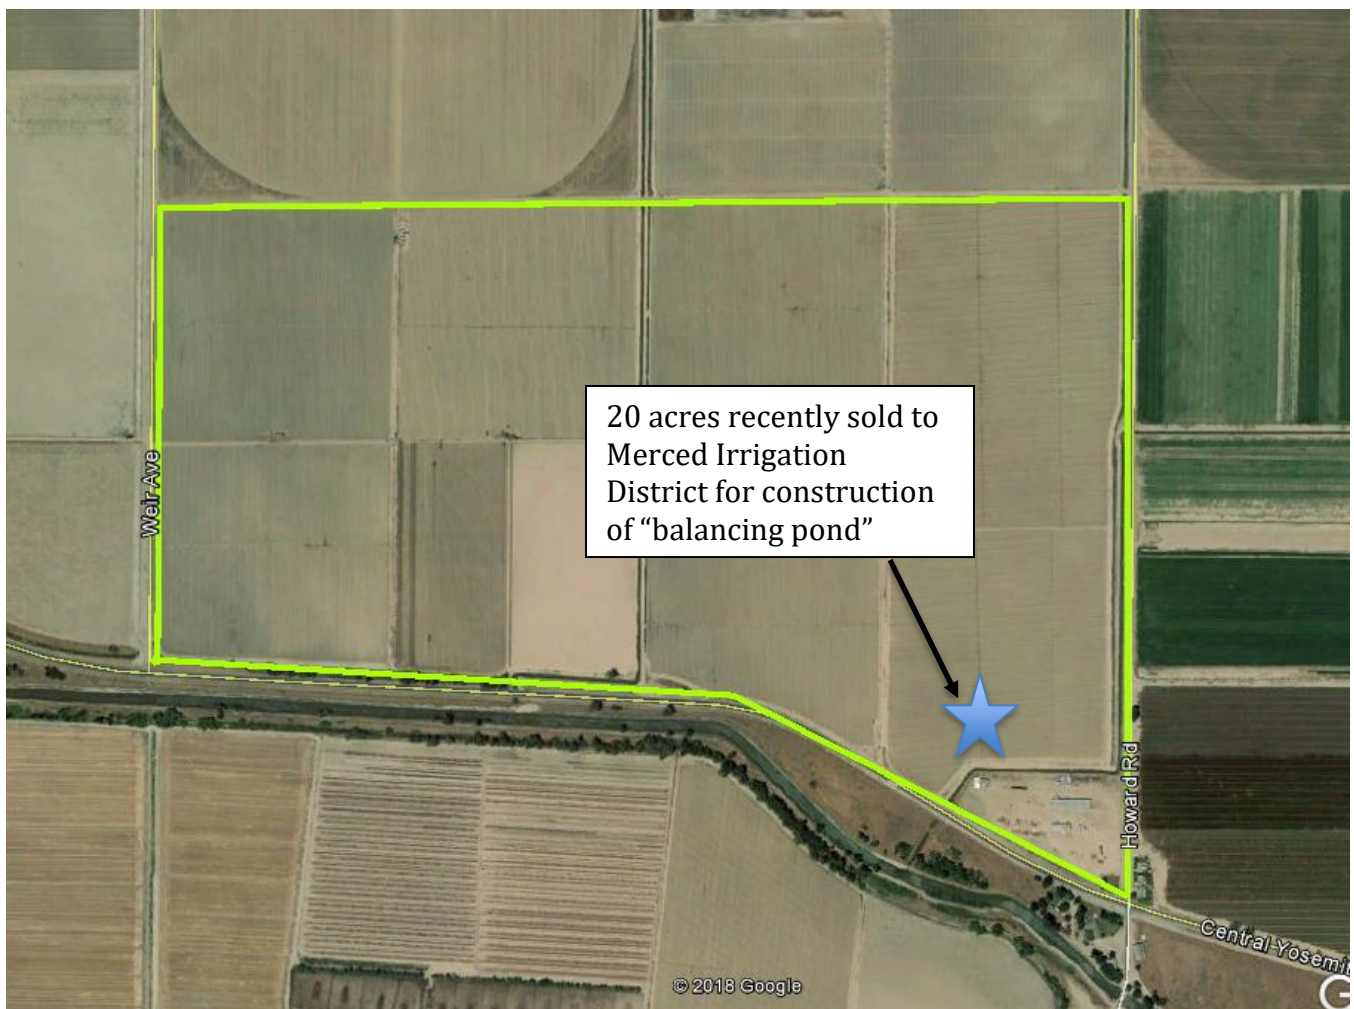 20 acres recently sold to
Merced Irrigation
District for construction
of “balancing pond”
Weir Ave
Howard Rd
Central Yosemit
© 2018 Google
G